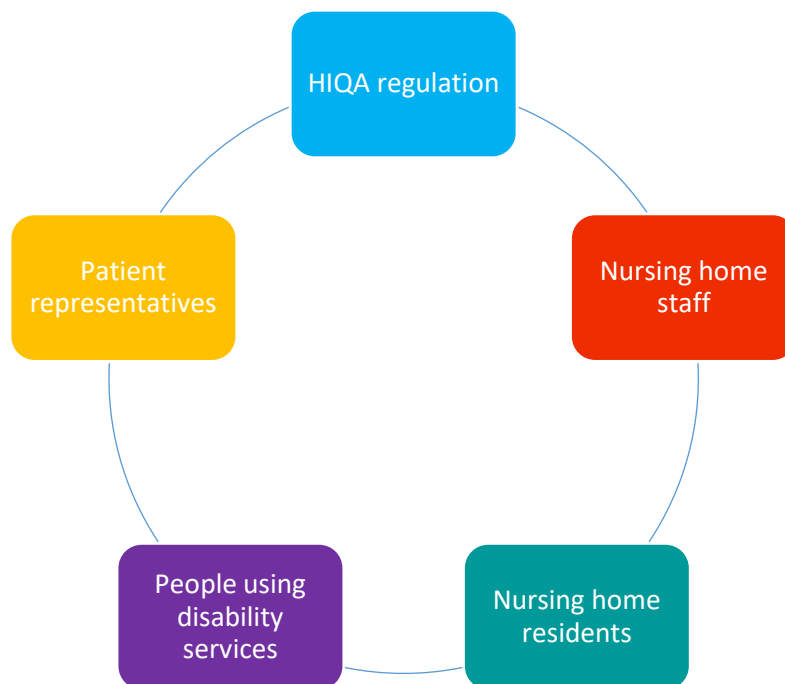 HIQA regulation
Patient
representatives
Nursing home
staff
People using
disability
services
Nursing home
residents